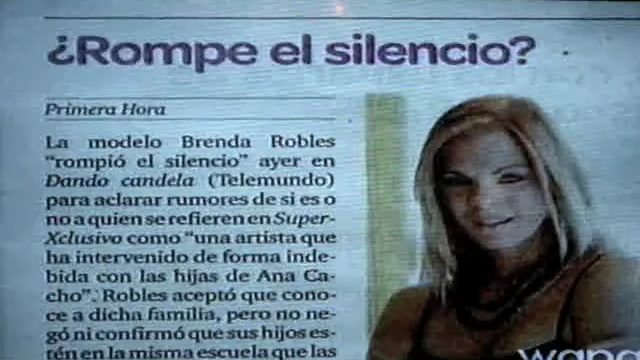 ¿Rompe el silencio?
Primera Hora
La modelo Brenda Robles
"rompió el silencio" ayer en
Dando candela (Telemundo)
para aclarar rumores de si es o
no a quien se refieren en Super-
Xclusivo como "una artista que
ha intervenido de forma inde-
bida con las hijas de Ana Ca-
cho". Robles aceptó que cono-
ce a dicha familia, pero no ne-
gó ni confirmó que sus hijos es-
tén en la misma escuela que las
wapa